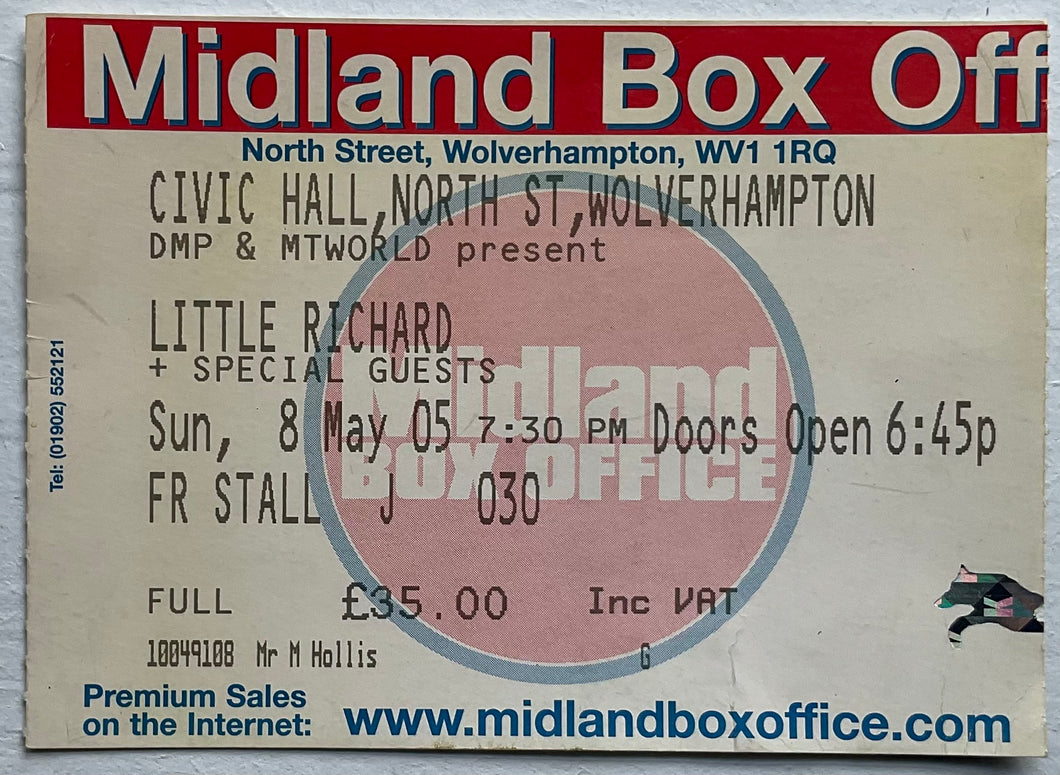 Midland Box Off
North Street, Wolverhampton, WV1 1RQ
CIVIC HALL,NORTH ST,WOLVERHAMPTON
DMP & MTWORLD present
LITTLE RICHARD
+ SPECIAL GUESTS
Midland
BOX OFFICE
Sun, 8 May 05 7:30 PM Doors Open 6:45p
FR STALL J 030
FULL £35.00 Inc VAT
10049108 Mr M Hollis G
Tel: (01902) 552121
Premium Sales
on the Internet:
www.midlandboxoffice.com